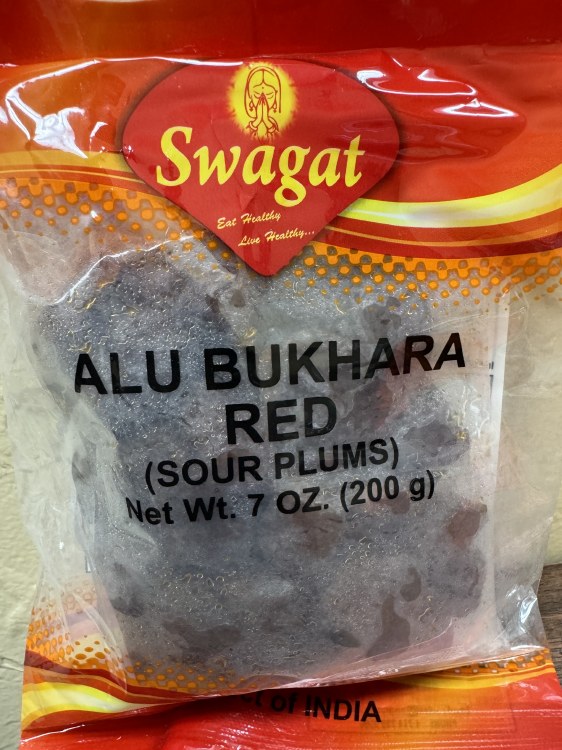 Swagat
Eat Healthy
Live Healthy...
ALU BUKHARA
RED
(SOUR PLUMS)
Net Wt. 7 OZ. (200 g)
of INDIA